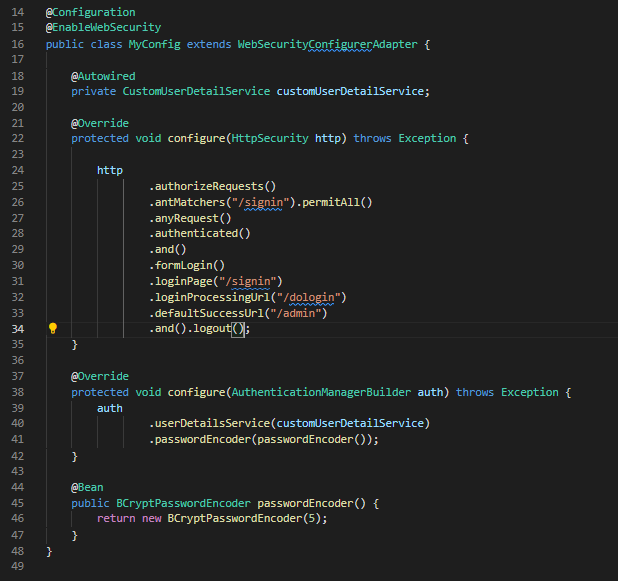 14 @Configuration
15 @EnableWebSecurity
16 public class MyConfig extends WebSecurityConfigurerAdapter {
17
18     @Autowired
19     private CustomUserDetailService customUserDetailService;
20
21     @Override
22     protected void configure(HttpSecurity http) throws Exception {
23
24         http
25                 .authorizeRequests()
26                 .antMatchers("/signin").permitAll()
27                 .anyRequest()
28                 .authenticated()
29                 .and()
30                 .formLogin()
31                 .loginPage("/signin")
32                 .loginProcessingUrl("/dologin")
33                 .defaultSuccessUrl("/admin")
34                 .and().logout();
35     }
36
37     @Override
38     protected void configure(AuthenticationManagerBuilder auth) throws Exception {
39         auth
40                 .userDetailsService(customUserDetailService)
41                 .passwordEncoder(passwordEncoder());
42     }
43
44     @Bean
45     public BCryptPasswordEncoder passwordEncoder() {
46         return new BCryptPasswordEncoder(5);
47     }
48 }
49